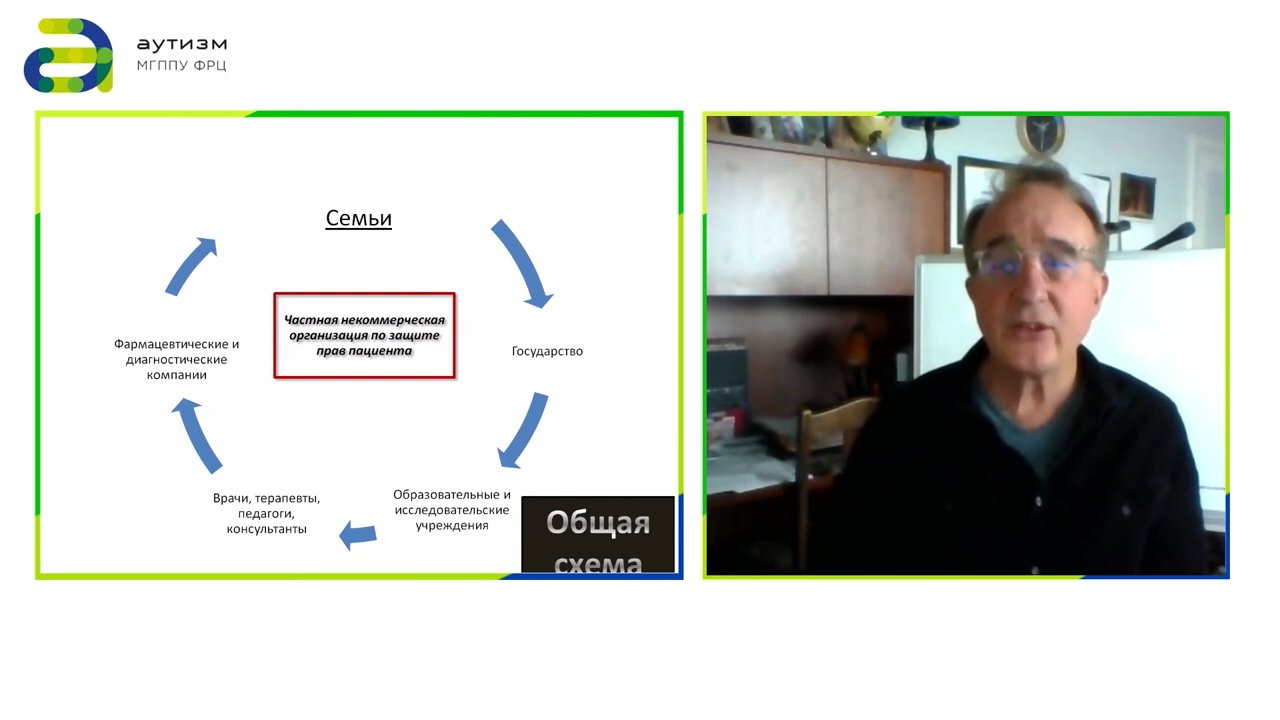 аутизм
МГППУ ФРЦ
Семьи
Частная некоммерческая
организация по защите
прав пациента
Государство
Фармацевтические и
диагностические
компании
Врачи, терапевты,
педагоги,
консультанты
Образовательные и
исследовательские
учреждения
Общая
схема